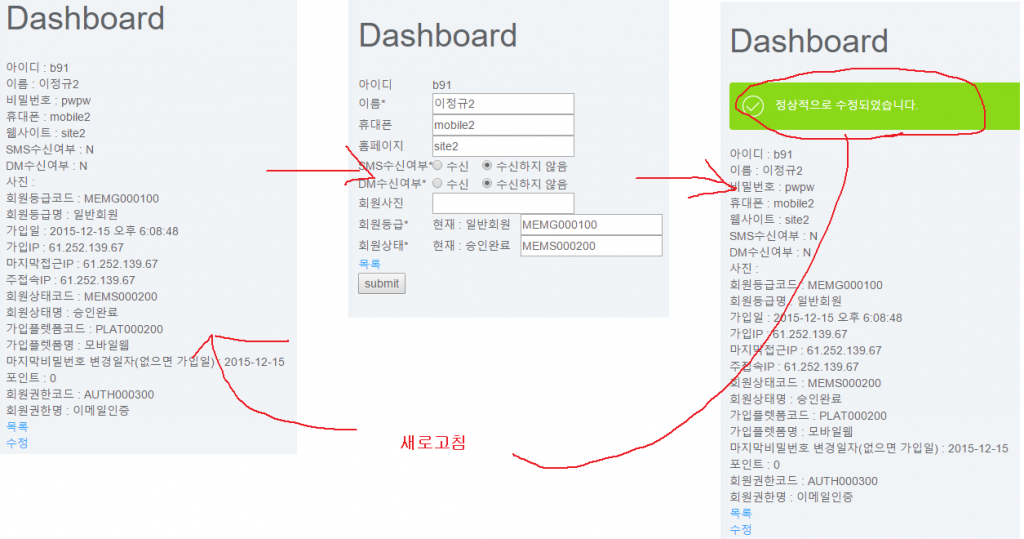 Dashboard
아이디 : b91
이름 : 이정규2
비밀번호 : pwpw
휴대폰 : mobile2
웹사이트 : site2
SMS수신여부 : N
DM수신여부 : N
사진 :
회원등급코드 : MEMG000100
회원등급명 : 일반회원
가입일 : 2015-12-15 오후 6:08:48
가입IP : 61.252.139.67
마지막접근IP : 61.252.139.67
주접속IP : 61.252.139.67
회원상태코드 : MEMS000200
회원상태명 : 승인완료
가입플렛폼코드 : PLAT000200
가입플렛폼명 : 모바일웹
마지막비밀번호 변경일자(없으면 가입일) : 2015-12-15
포인트 : 0
회원권한코드 : AUTH000300
회원권한명 : 이메일인증
목록
수정
Dashboard
아이디 b91
이름* 이정규2
휴대폰 mobile2
홈페이지 site2
SMS수신여부* 수신 수신하지 않음
DM수신여부* 수신 수신하지 않음
회원사진
회원등급* 현재 : 일반회원 MEMG000100
회원상태* 현재 : 승인완료 MEMS000200
목록
submit
새로고침
Dashboard
정상적으로 수정되었습니다.
아이디 : b91
이름 : 이정규2
비밀번호 : pwpw
휴대폰 : mobile2
웹사이트 : site2
SMS수신여부 : N
DM수신여부 : N
사진 :
회원등급코드 : MEMG000100
회원등급명 : 일반회원
가입일 : 2015-12-15 오후 6:08:48
가입IP : 61.252.139.67
마지막접근IP : 61.252.139.67
주접속IP : 61.252.139.67
회원상태코드 : MEMS000200
회원상태명 : 승인완료
가입플렛폼코드 : PLAT000200
가입플렛폼명 : 모바일웹
마지막비밀번호 변경일자(없으면 가입일) : 2015-12-15
포인트 : 0
회원권한코드 : AUTH000300
회원권한명 : 이메일인증
목록
수정